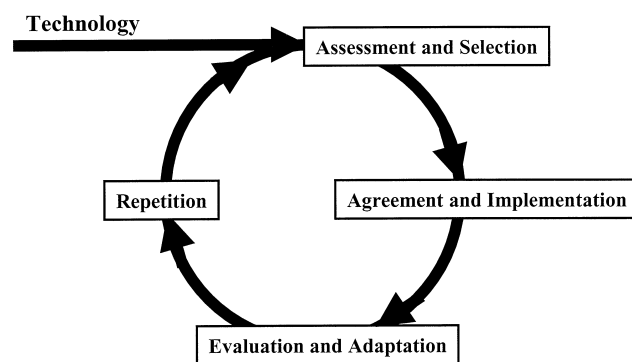 Technology
Assessment and Selection
Repetition
Agreement and Implementation
Evaluation and Adaptation